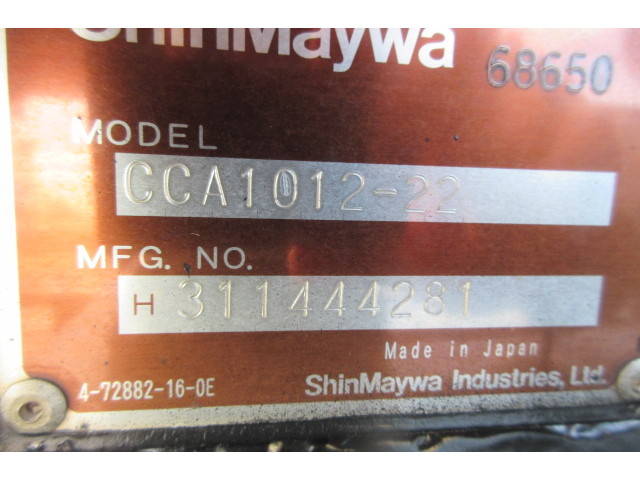 ShinMaywa 68650
MODEL
CCA1012-22
MFG. NO.
H 311444281
Made in Japan
4-72882-16-0E ShinMaywa Industries, Ltd.